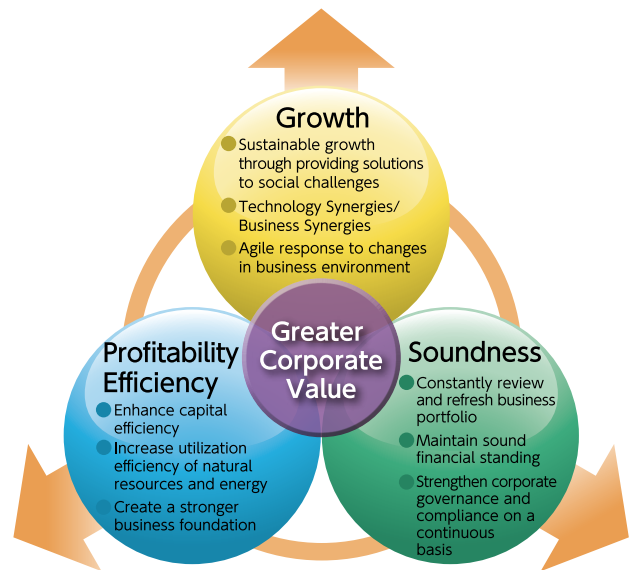 Growth
Sustainable growth
through providing solutions
to social challenges
Technology Synergies/
Business Synergies
Agile response to changes
in business environment
Greater
Corporate
Value
Profitability
Efficiency
Enhance capital
efficiency
Increase utilization
efficiency of natural
resources and energy
Create a stronger
business foundation
Soundness
Constantly review
and refresh business
portfolio
Maintain sound
financial standing
Strengthen corporate
governance and
compliance on a
continuous
basis